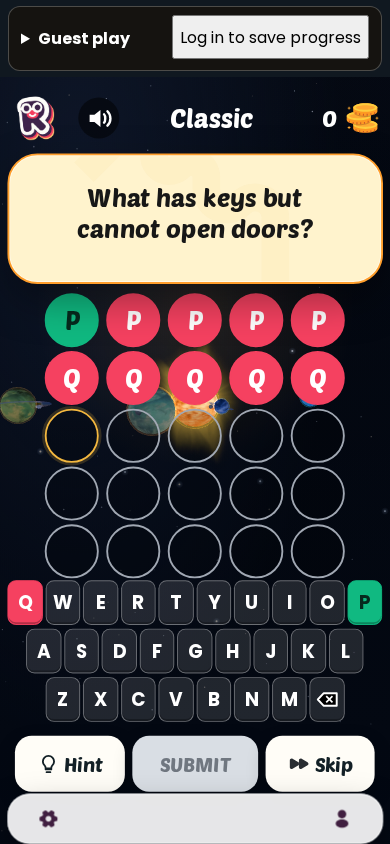 Guest play
Log in to save progress
Classic
0
What has keys but
cannot open doors?
P P P P P
Q Q Q Q Q
Q W E R T Y U I O P
A S D F G H J K L
Z X C V B N M
Hint
SUBMIT
Skip